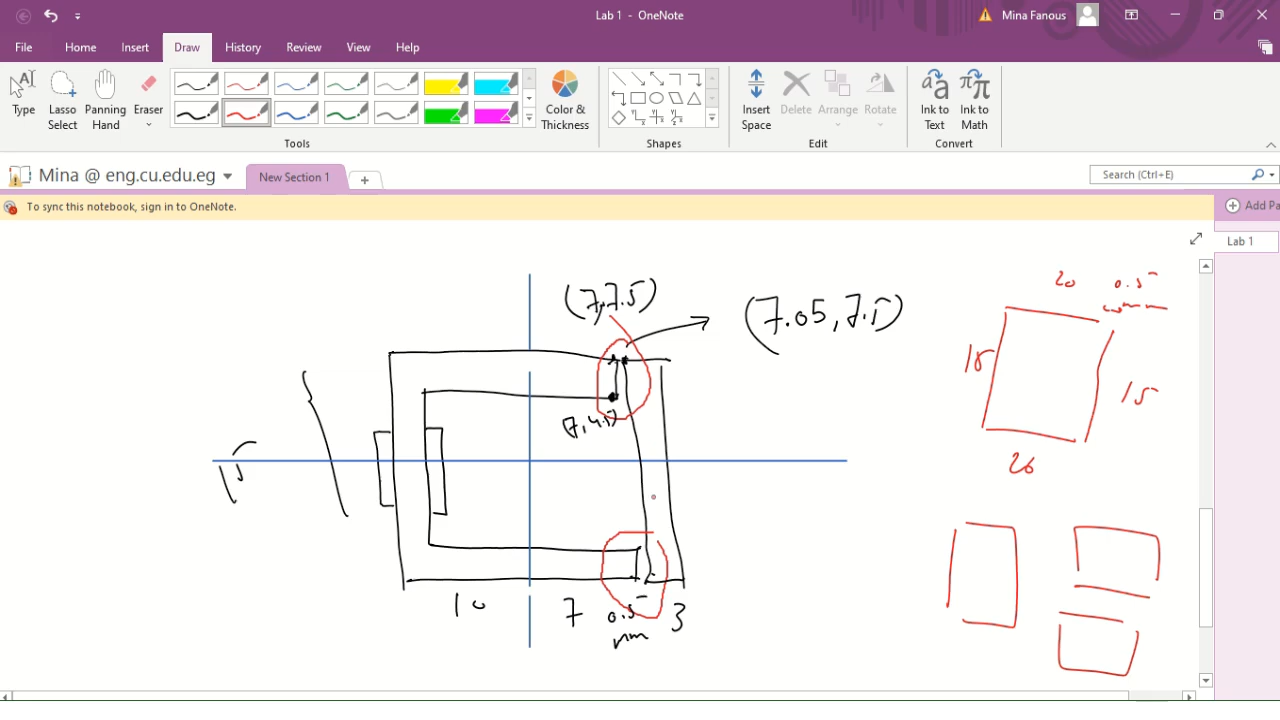 Lab 1 - OneNote
Mina Fanous
File Home Insert Draw History Review View Help
Type
Lasso Select
Panning Hand
Eraser
Color & Thickness
Insert Space
Delete
Arrange
Rotate
Ink to Text
Ink to Math
Tools
Shapes
Edit
Convert
Mina @ eng.cu.edu.eg
New Section 1
Search (Ctrl+E)
To sync this notebook, sign in to OneNote.
Add Pa
Lab 1
(7,7.5)
(7.05,7.5)
(7,4.5)
15
10
7
0.5
mm
3
20
0.5
mm
15
15
20